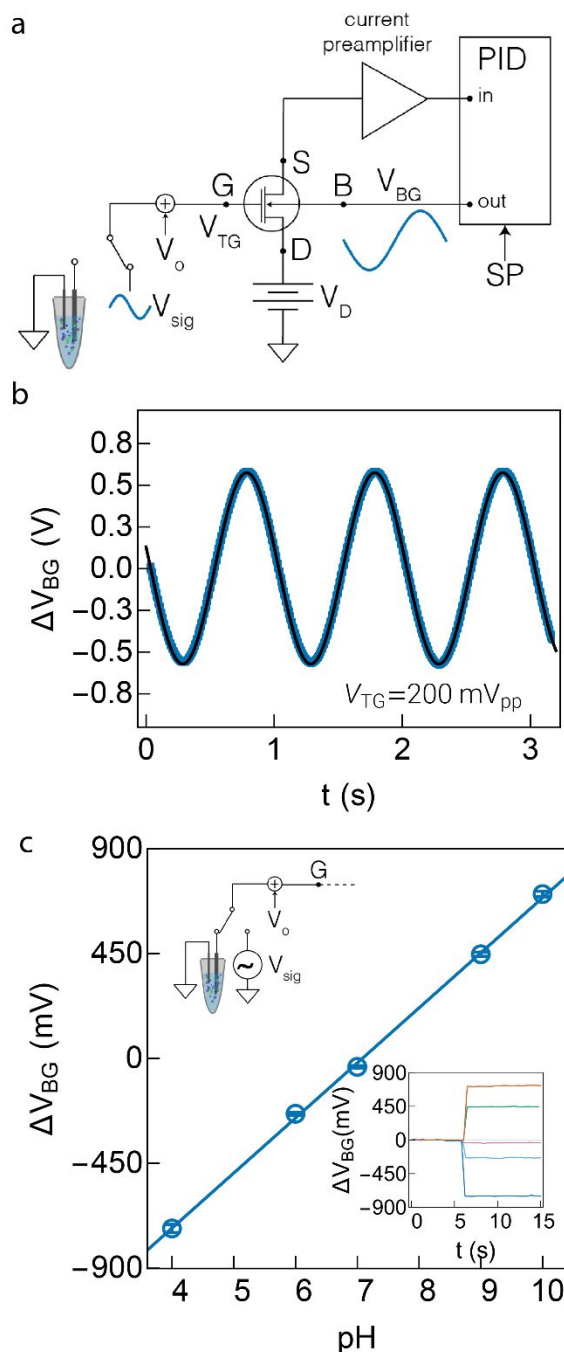 a
current
preamplifier
PID
in
S
G
B
V_BG
out
V_TG
V_o
D
SP
V_sig
V_D
b
0.8
0.5
0.3
0.0
−0.3
−0.5
−0.8
ΔV_BG (V)
V_TG=200 mV_pp
0 1 2 3
t (s)
c
900
450
0
−450
−900
ΔV_BG (mV)
G
V_o
V_sig
~
900
450
0
−450
−900
ΔV_BG(mV)
0 5 10 15
t (s)
4 5 6 7 8 9 10
pH